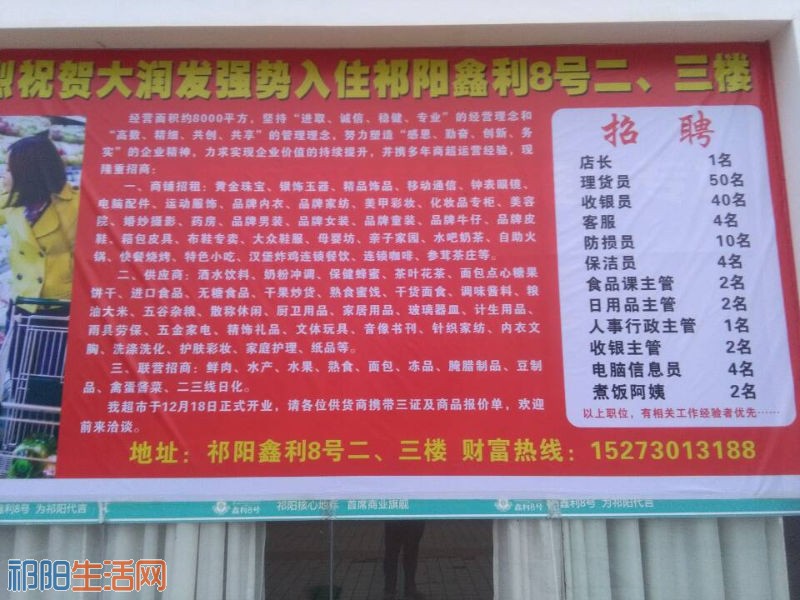 烈祝贺大润发强势入住祁阳鑫利8号二、三楼
经营面积约8000平方，坚持“进取、诚信、稳健、专业”的经营理念和
“高数、精细、共创、共享”的管理理念，努力塑造“感恩、勤奋、创新、务
实”的企业精神，力求实现企业价值的持续提升，并携多年商超运营经验，现
隆重招商：
一、商铺招租：黄金珠宝、银饰玉器、精品饰品、移动通信、钟表眼镜、
电脑配件、运动服饰、品牌内衣、品牌家纺、美甲彩妆、化妆品专柜、美容
院、婚纱摄影、药房、品牌男装、品牌女装、品牌童装、品牌牛仔、品牌皮
鞋、箱包皮具、布鞋专卖、大众鞋服、母婴坊、亲子家园、水吧奶茶、自助火
锅、快餐烧烤、特色小吃、汉堡炸鸡连锁餐饮、连锁咖啡、参茸茶庄等。
二、供应商：酒水饮料、奶粉冲调、保健蜂蜜、茶叶花茶、面包点心糖果
饼干、进口食品、无糖食品、干果炒货、熟食蜜饯、干货面食、调味酱料、粮
油大米、五谷杂粮、散称休闲、厨卫用品、家居用品、玻璃器皿、计生用品、
雨具劳保、五金家电、精饰礼品、文体玩具、音像书刊、针织家纺、内衣文
胸、洗涤洗化、护肤彩妆、家庭护理、纸品等。
三、联营招商：鲜肉、水产、水果、熟食、面包、冻品、腌腊制品、豆制
品、禽蛋酱菜、二三线日化。
我超市于12月18日正式开业，请各位供货商携带三证及商品报价单，欢迎
前来洽谈。
招聘
店长 1名
理货员 50名
收银员 40名
客服 4名
防损员 10名
保洁员 4名
食品课主管 2名
日用品主管 2名
人事行政主管 1名
收银主管 2名
电脑信息员 4名
煮饭阿姨 2名
以上职位，有相关工作经验者优先······
地址：祁阳鑫利8号二、三楼 财富热线：15273013188
鑫利8号 为祁阳代言
鑫利8号
祁阳核心地标 首席商业旗舰
鑫利8号 为祁阳代言
鑫利8号
祁阳生活网